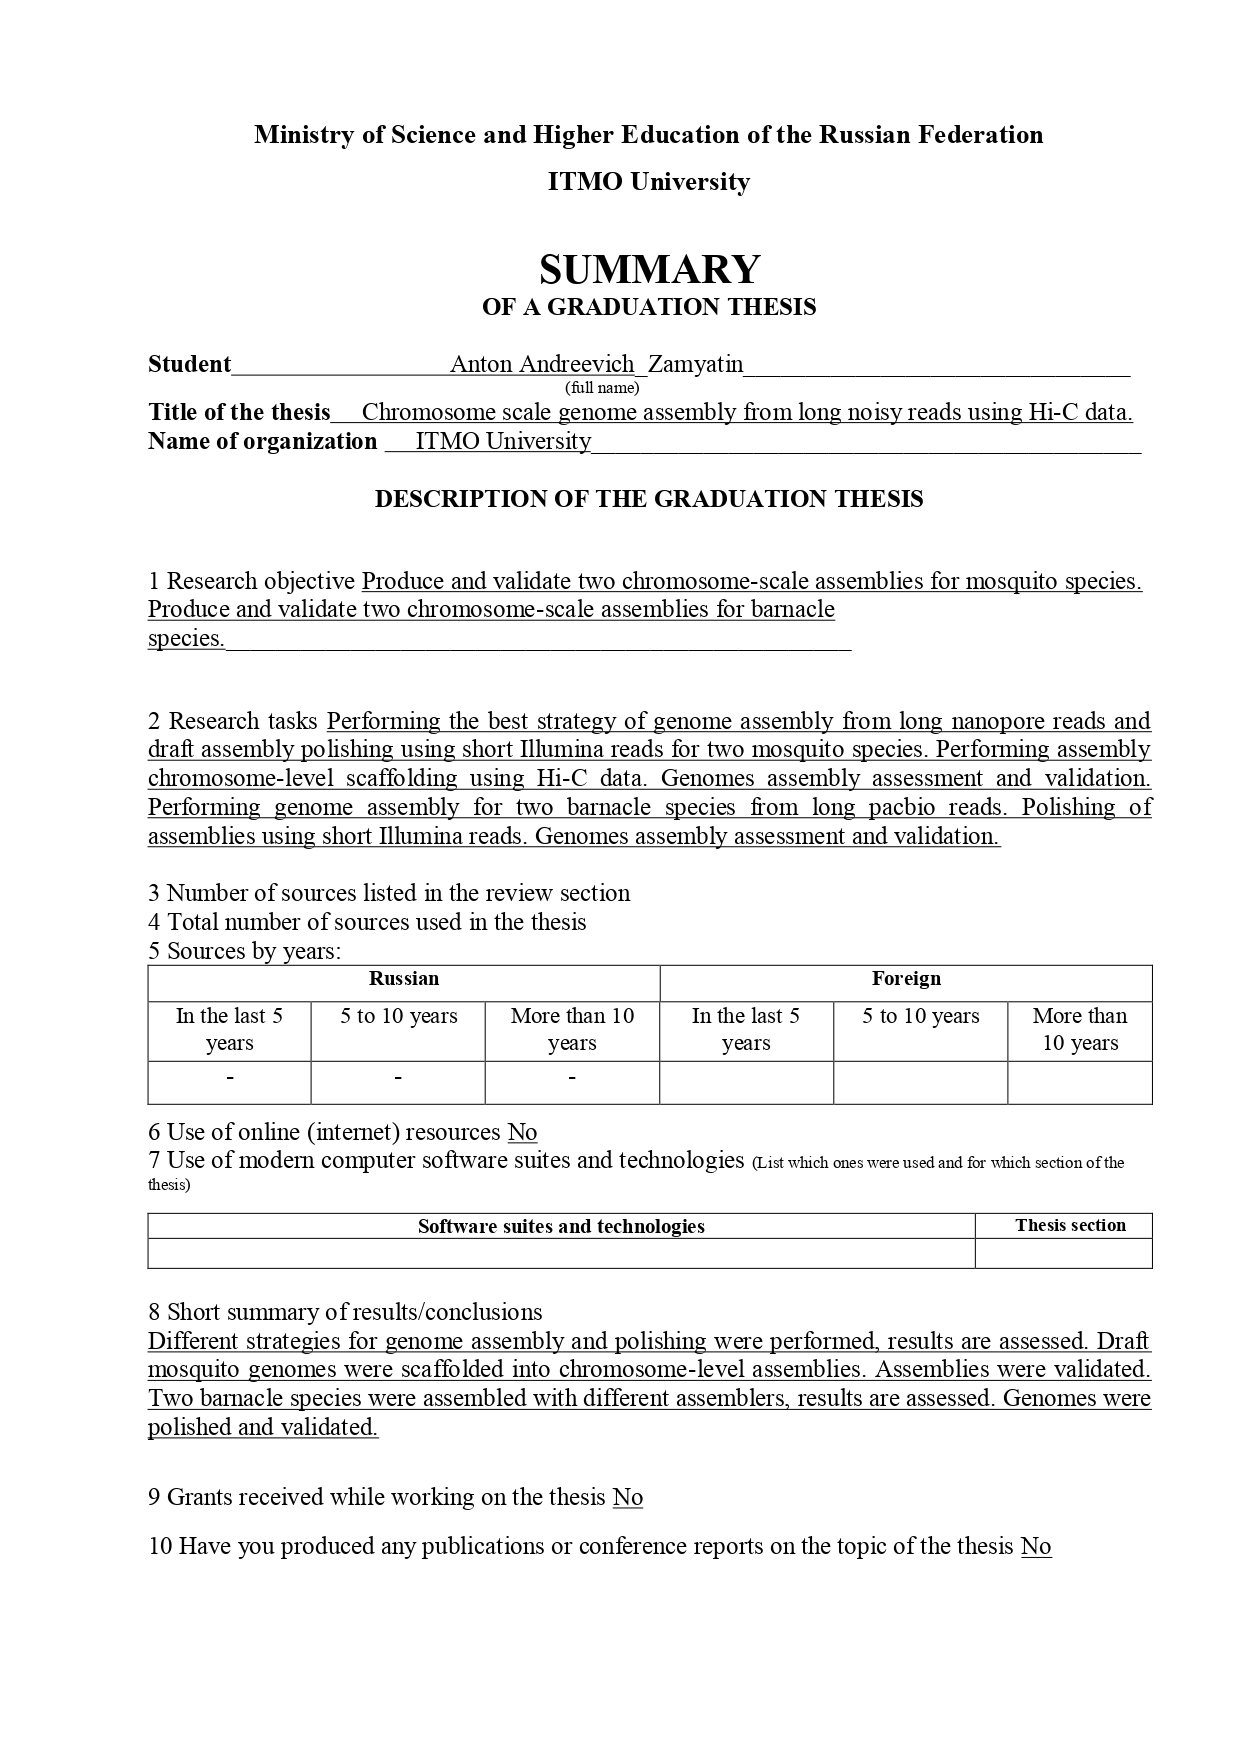 Ministry of Science and Higher Education of the Russian Federation
ITMO University
SUMMARY
OF A GRADUATION THESIS
Student__________________Anton Andreevich_Zamyatin_______________________________
(full name)
Title of the thesis___Chromosome scale genome assembly from long noisy reads using Hi-C data.
Name of organization ___ITMO University____________________________________________
DESCRIPTION OF THE GRADUATION THESIS
1 Research objective Produce and validate two chromosome-scale assemblies for mosquito species.
Produce and validate two chromosome-scale assemblies for barnacle
species.__________________________________________________
2 Research tasks Performing the best strategy of genome assembly from long nanopore reads and
draft assembly polishing using short Illumina reads for two mosquito species. Performing assembly
chromosome-level scaffolding using Hi-C data. Genomes assembly assessment and validation.
Performing genome assembly for two barnacle species from long pacbio reads. Polishing of
assemblies using short Illumina reads. Genomes assembly assessment and validation.
3 Number of sources listed in the review section
4 Total number of sources used in the thesis
5 Sources by years:
Russian Foreign
In the last 5 years 5 to 10 years More than 10 years In the last 5 years 5 to 10 years More than 10 years
- - -
6 Use of online (internet) resources No
7 Use of modern computer software suites and technologies (List which ones were used and for which section of the
thesis)
Software suites and technologies Thesis section
8 Short summary of results/conclusions
Different strategies for genome assembly and polishing were performed, results are assessed. Draft
mosquito genomes were scaffolded into chromosome-level assemblies. Assemblies were validated.
Two barnacle species were assembled with different assemblers, results are assessed. Genomes were
polished and validated.
9 Grants received while working on the thesis No
10 Have you produced any publications or conference reports on the topic of the thesis No